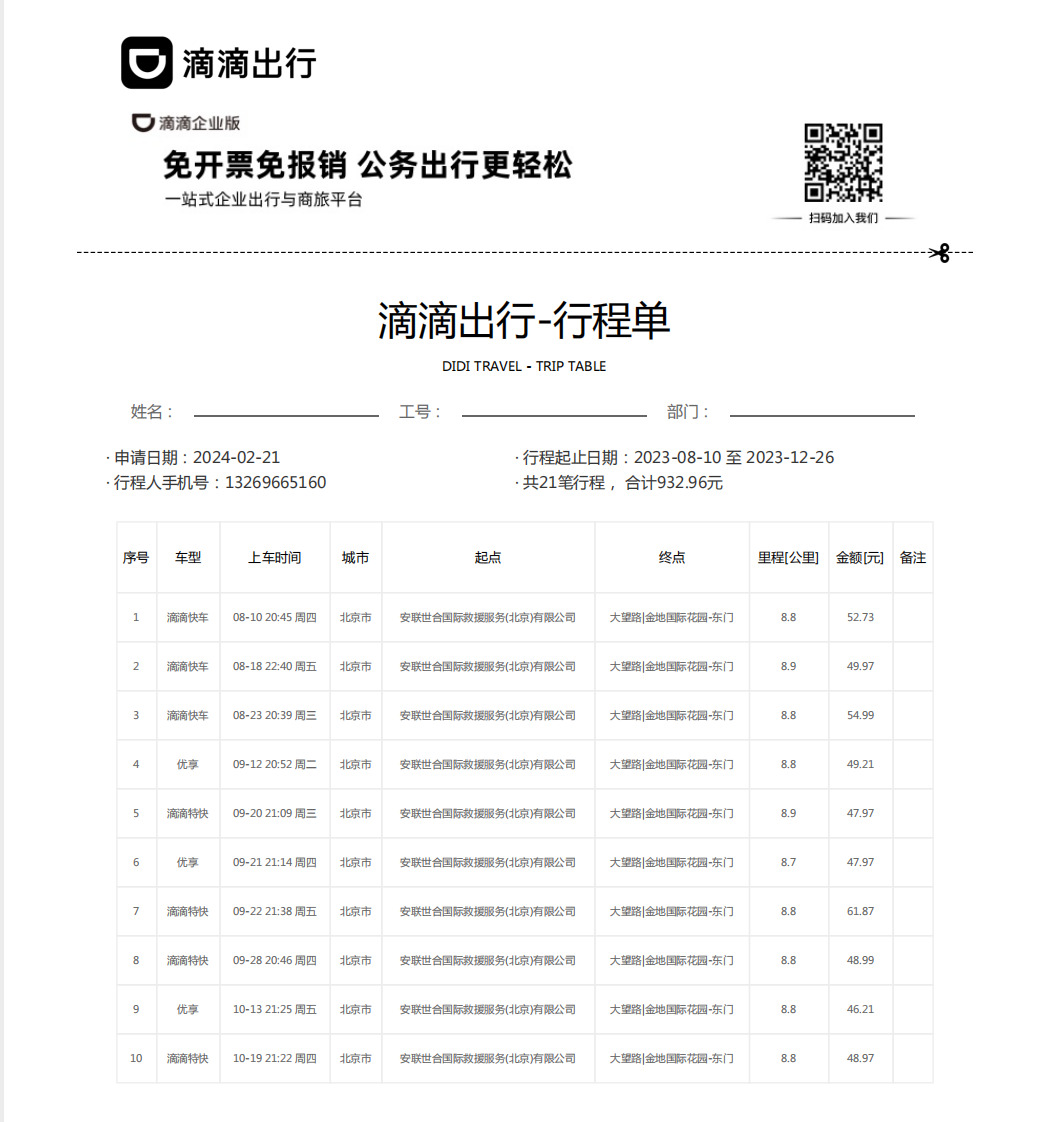 滴滴出行
滴滴企业版
免开票免报销 公务出行更轻松
一站式企业出行与商旅平台
扫码加入我们
滴滴出行-行程单
DIDI TRAVEL - TRIP TABLE
姓名： 工号： 部门：
· 申请日期：2024-02-21 · 行程起止日期：2023-08-10 至 2023-12-26
· 行程人手机号：13269665160 · 共21笔行程， 合计932.96元
序号 车型 上车时间 城市 起点 终点 里程[公里] 金额[元] 备注
1 滴滴快车 08-10 20:45 周四 北京市 安联世合国际救援服务(北京)有限公司 大望路|金地国际花园-东门 8.8 52.73
2 滴滴快车 08-18 22:40 周五 北京市 安联世合国际救援服务(北京)有限公司 大望路|金地国际花园-东门 8.9 49.97
3 滴滴快车 08-23 20:39 周三 北京市 安联世合国际救援服务(北京)有限公司 大望路|金地国际花园-东门 8.8 54.99
4 优享 09-12 20:52 周二 北京市 安联世合国际救援服务(北京)有限公司 大望路|金地国际花园-东门 8.8 49.21
5 滴滴特快 09-20 21:09 周三 北京市 安联世合国际救援服务(北京)有限公司 大望路|金地国际花园-东门 8.9 47.97
6 优享 09-21 21:14 周四 北京市 安联世合国际救援服务(北京)有限公司 大望路|金地国际花园-东门 8.7 47.97
7 滴滴特快 09-22 21:38 周五 北京市 安联世合国际救援服务(北京)有限公司 大望路|金地国际花园-东门 8.8 61.87
8 滴滴特快 09-28 20:46 周四 北京市 安联世合国际救援服务(北京)有限公司 大望路|金地国际花园-东门 8.8 48.99
9 优享 10-13 21:25 周五 北京市 安联世合国际救援服务(北京)有限公司 大望路|金地国际花园-东门 8.8 46.21
10 滴滴特快 10-19 21:22 周四 北京市 安联世合国际救援服务(北京)有限公司 大望路|金地国际花园-东门 8.8 48.97